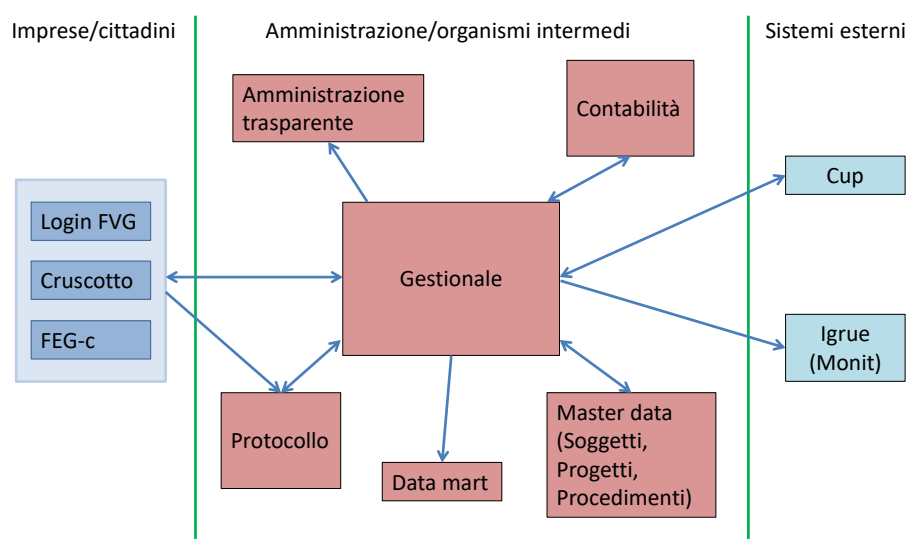 Imprese/cittadini
Amministrazione/organismi intermedi
Sistemi esterni
Amministrazione
trasparente
Contabilità
Cup
Login FVG
Cruscotto
FEG-c
Gestionale
Igrue
(Monit)
Protocollo
Data mart
Master data
(Soggetti,
Progetti,
Procedimenti)